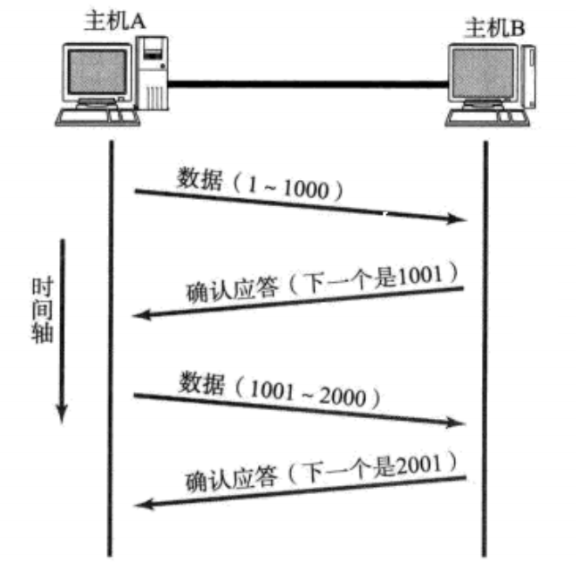 主机A
主机B
数据（1～1000）
确认应答（下一个是1001）
时间轴
数据（1001～2000）
确认应答（下一个是2001）